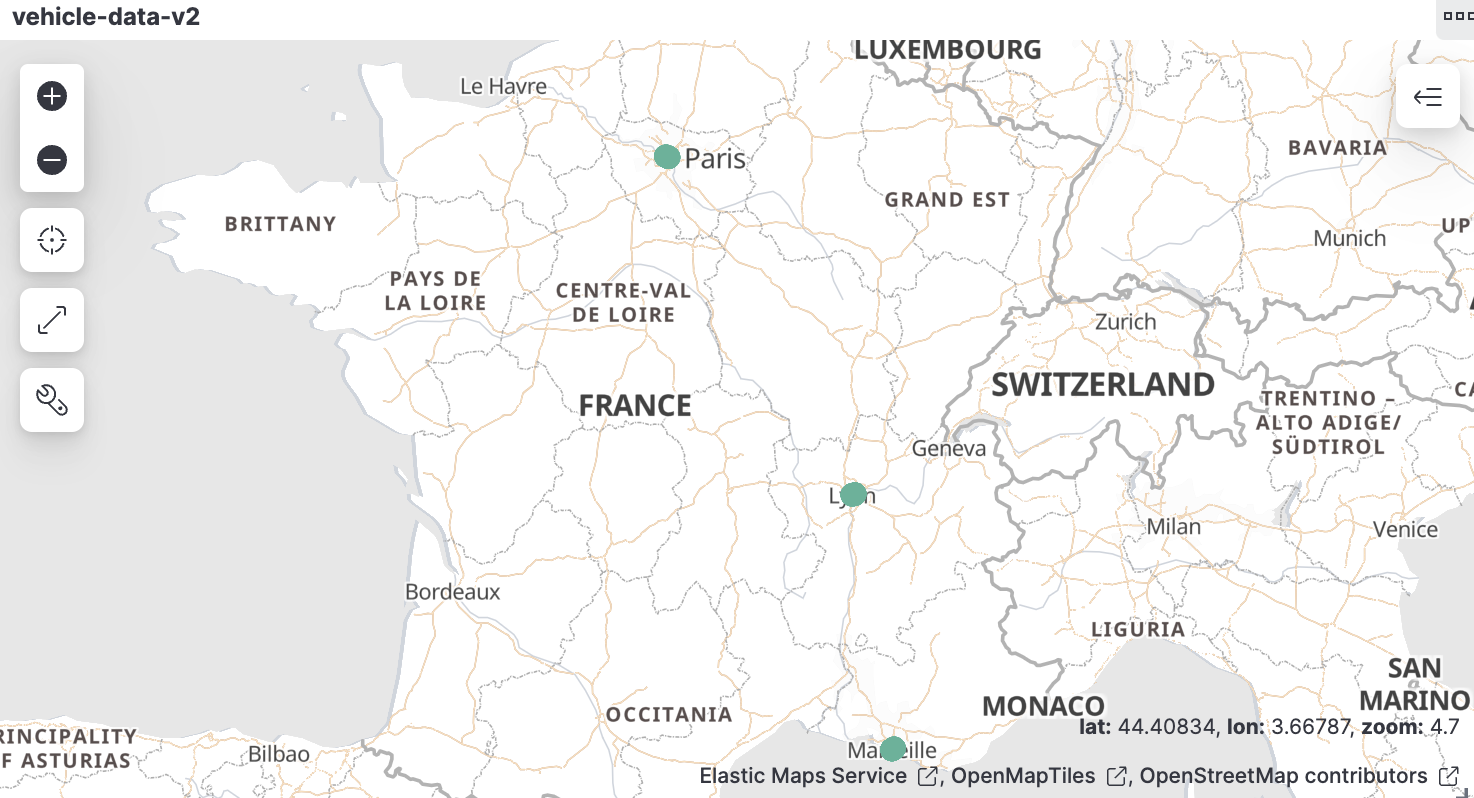 vehicle-data-v2
LUXEMBOURG
Le Havre
BAVARIA
Paris
GRAND EST
BRITTANY
UP
Munich
PAYS DE
LA LOIRE
CENTRE-VAL
DE LOIRE
Zurich
SWITZERLAND
FRANCE
CA
TRENTINO –
ALTO ADIGE/
SÜDTIROL
Geneva
Lyon
Milan
Venice
Bordeaux
LIGURIA
SAN
MARINO
MONACO
OCCITANIA
lat: 44.40834, lon: 3.66787, zoom: 4.7
RINCIPALITY
F ASTURIAS
Bilbao
Marseille
Elastic Maps Service , OpenMapTiles , OpenStreetMap contributors